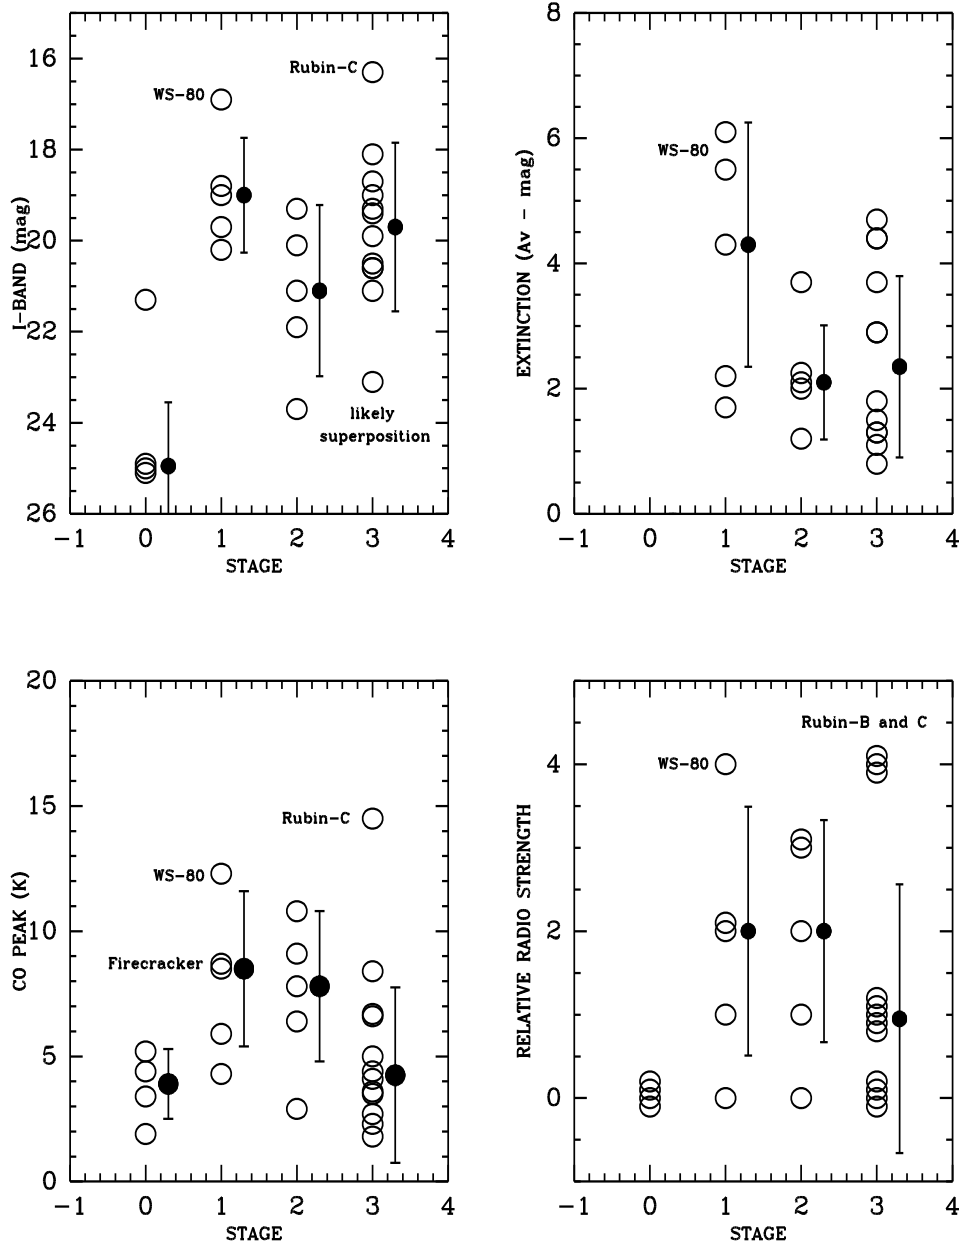 16
18
20
22
24
26
I-BAND (mag)
WS-80
Rubin-C
likely
superposition
-1 0 1 2 3 4
STAGE
8
6
4
2
0
EXTINCTION (Av - mag)
WS-80
-1 0 1 2 3 4
STAGE
20
15
10
5
0
CO PEAK (K)
Rubin-C
WS-80
Firecracker
-1 0 1 2 3 4
STAGE
4
2
0
RELATIVE RADIO STRENGTH
Rubin-B and C
WS-80
-1 0 1 2 3 4
STAGE